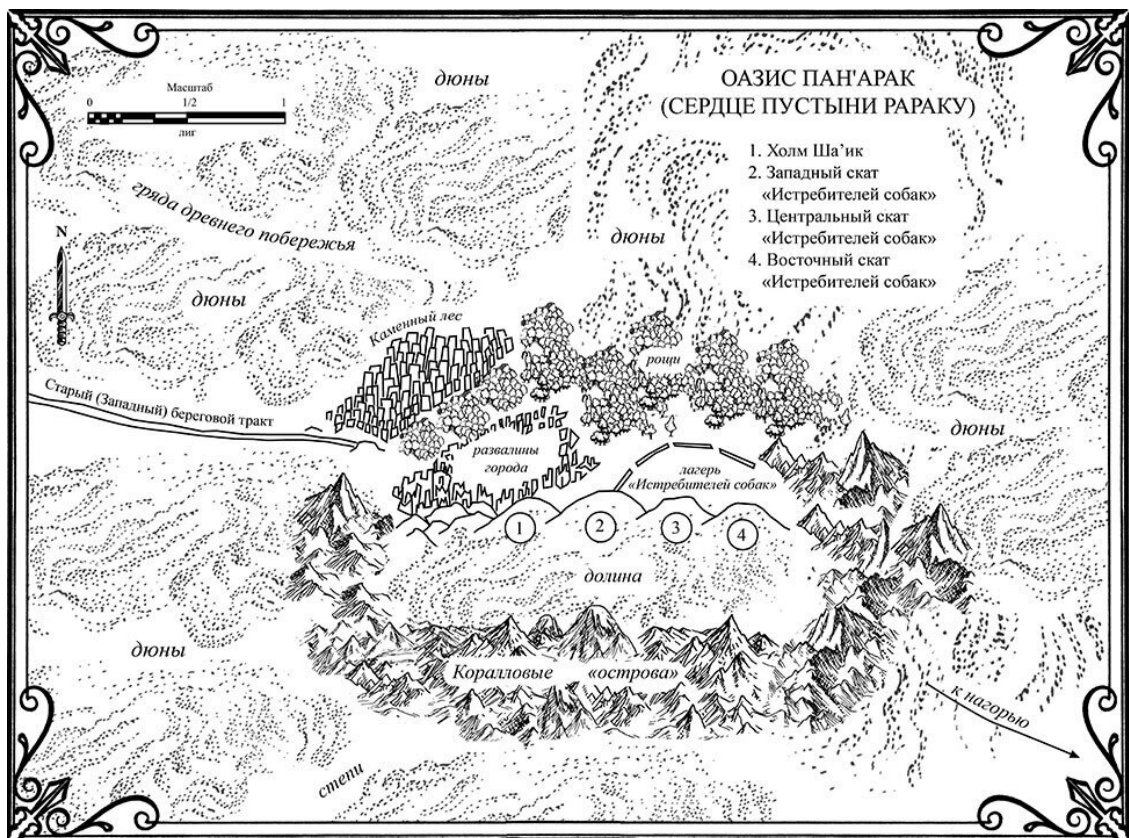 дюны
Масштаб
0 1/2 1
лиг
ОАЗИС ПАН'АРАК
(СЕРДЦЕ ПУСТЫНИ РАРАКУ)
1. Холм Ша’ик
2. Западный скат
«Истребителей собак»
3. Центральный скат
«Истребителей собак»
4. Восточный скат
«Истребителей собак»
гряда древнего побережья
N
дюны
дюны
Каменный лес
рощи
Старый (Западный) береговой тракт
дюны
развалины
города
лагерь
«Истребителей собак»
1
2
3
4
долина
дюны
Коралловые «острова»
к нагорью
степи